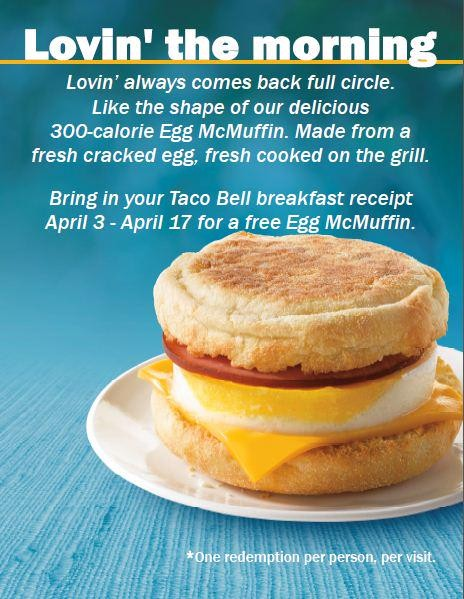 Lovin' the morning
Lovin' always comes back full circle.
Like the shape of our delicious
300-calorie Egg McMuffin. Made from a
fresh cracked egg, fresh cooked on the grill.
Bring in your Taco Bell breakfast receipt
April 3 - April 17 for a free Egg McMuffin.
*One redemption per person, per visit.